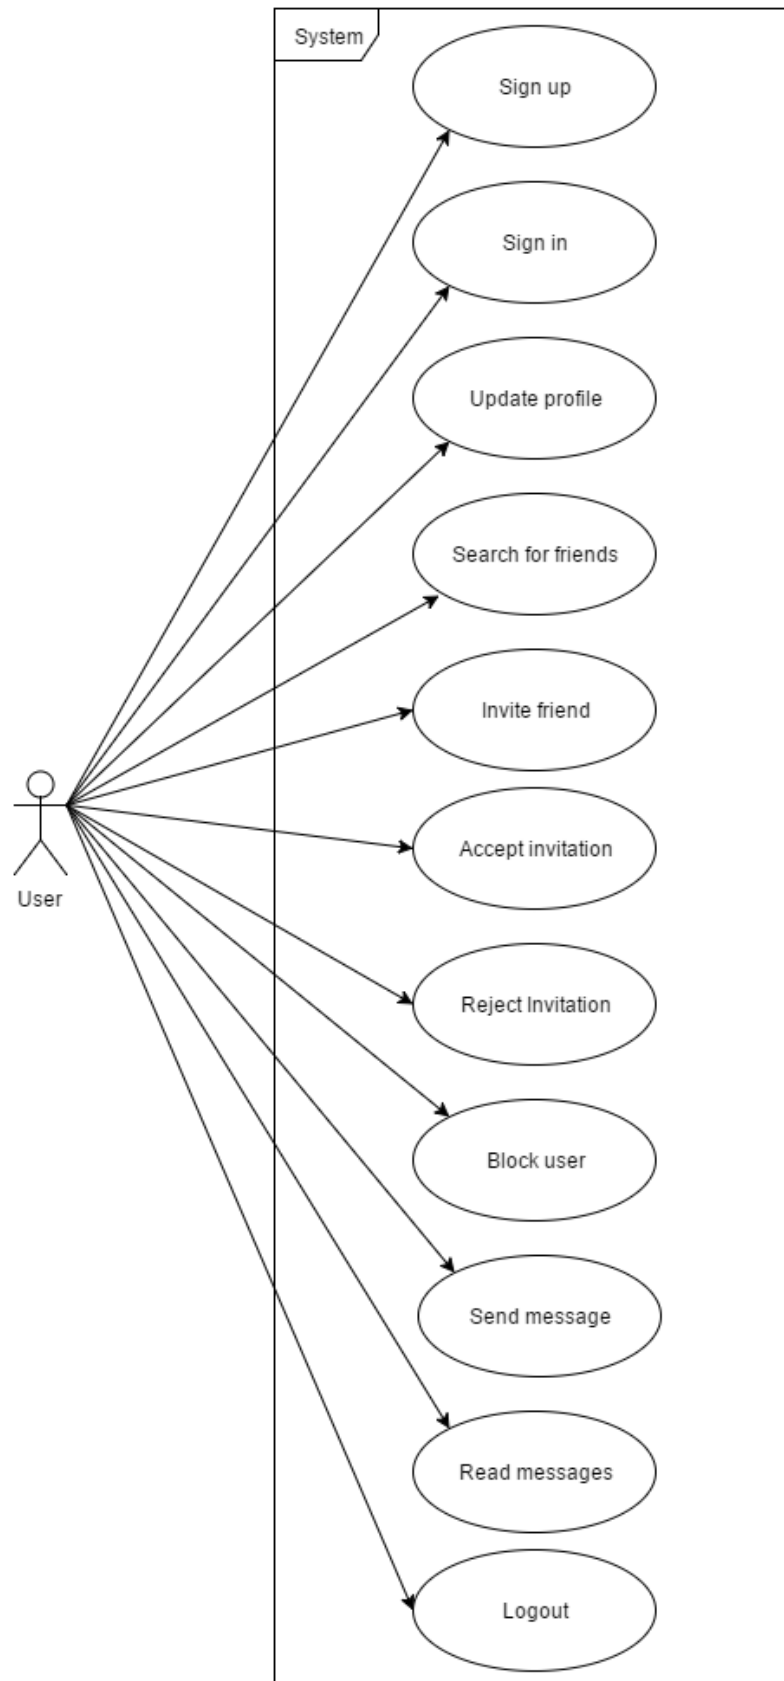 System
Sign up
Sign in
Update profile
Search for friends
Invite friend
Accept invitation
User
Reject Invitation
Block user
Send message
Read messages
Logout